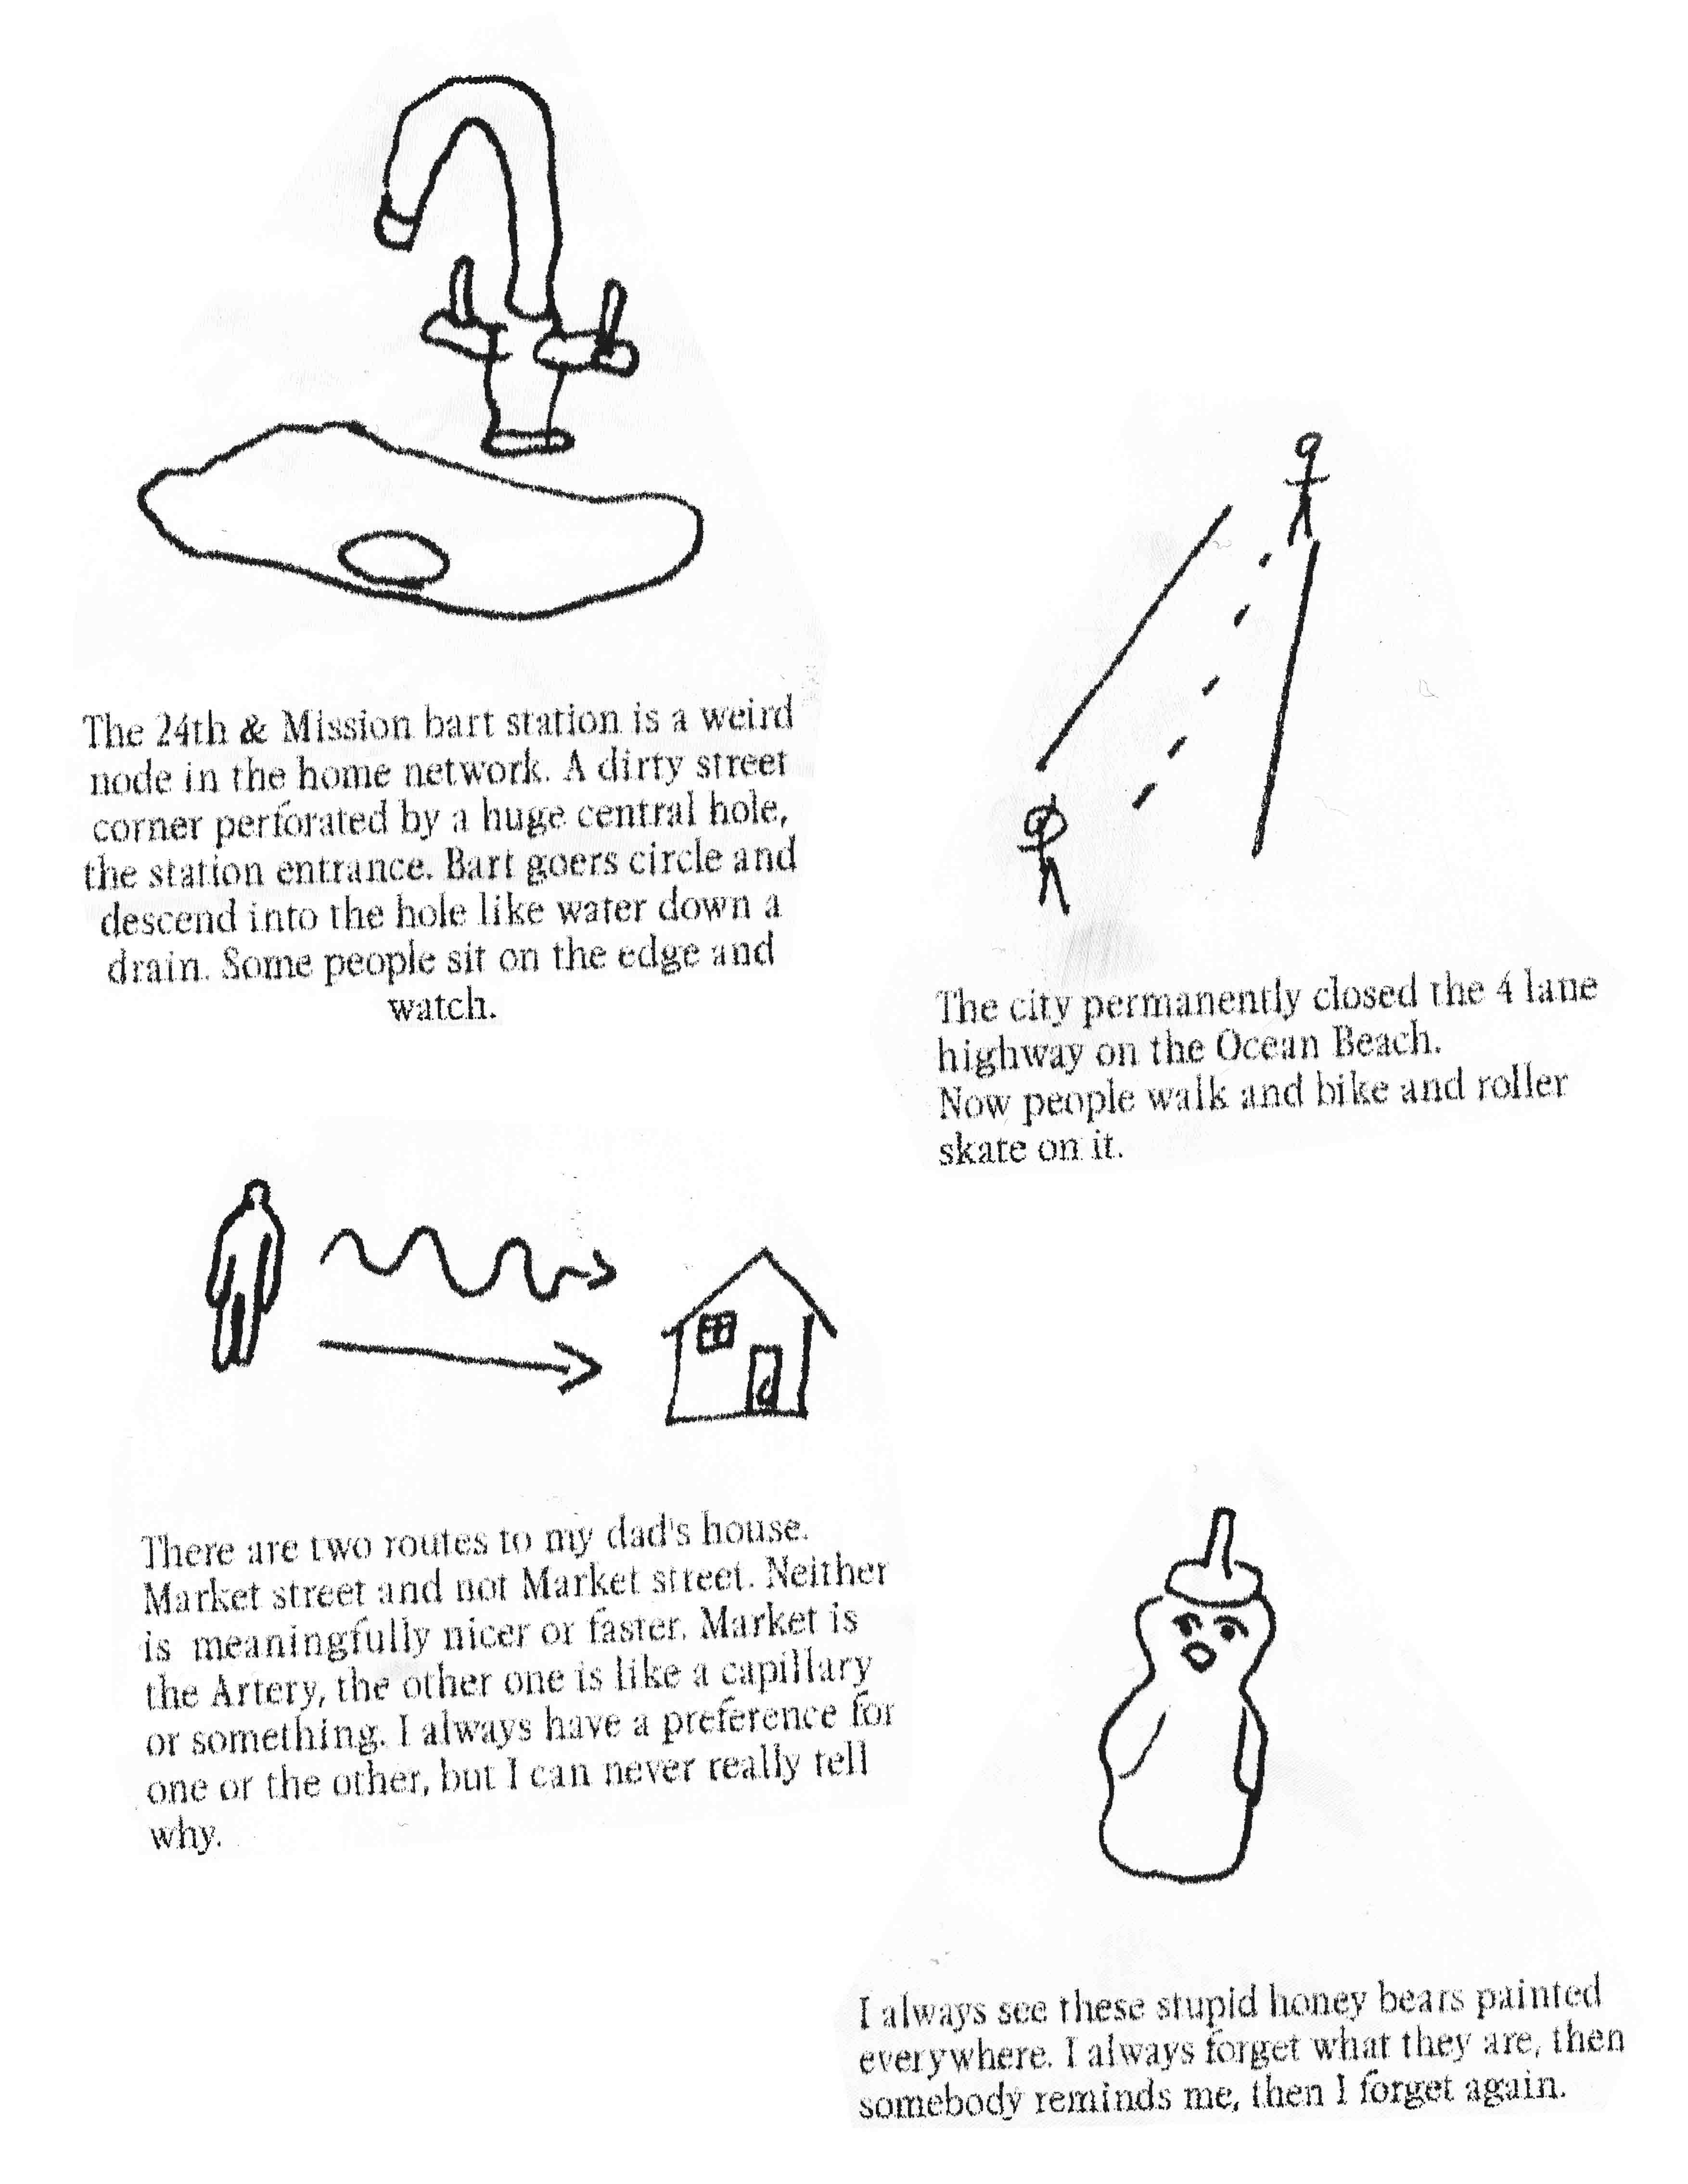 The 24th & Mission bart station is a weird
node in the home network. A dirty street
corner perforated by a huge central hole,
the station entrance. Bart goers circle and
descend into the hole like water down a
drain. Some people sit on the edge and
watch.
The city permanently closed the 4 lane
highway on the Ocean Beach.
Now people walk and bike and roller
skate on it.
There are two routes to my dad's house.
Market street and not Market street. Neither
is meaningfully nicer or faster. Market is
the Artery, the other one is like a capillary
or something. I always have a preference for
one or the other, but I can never really tell
why.
I always see these stupid honey bears painted
everywhere. I always forget what they are, then
somebody reminds me, then I forget again.